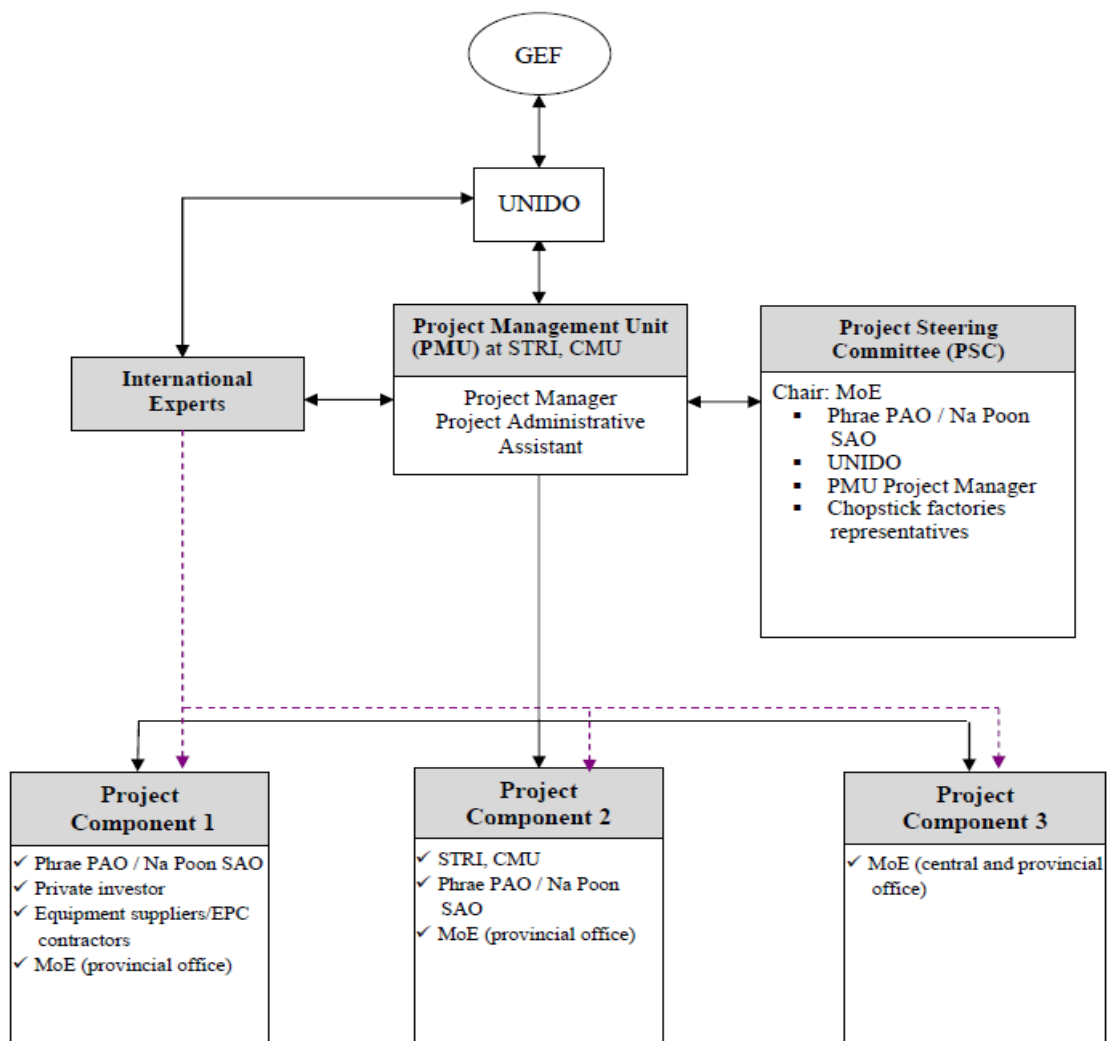 GEF
UNIDO
Project Management Unit
(PMU) at STRI, CMU
Project Manager
Project Administrative
Assistant
Project Steering
Committee (PSC)
Chair: MoE
▪ Phrae PAO / Na Poon
SAO
▪ UNIDO
▪ PMU Project Manager
▪ Chopstick factories
representatives
International
Experts
Project
Component 1
✓ Phrae PAO / Na Poon SAO
✓ Private investor
✓ Equipment suppliers/EPC
contractors
✓ MoE (provincial office)
Project
Component 2
✓ STRI, CMU
✓ Phrae PAO / Na Poon
SAO
✓ MoE (provincial office)
Project
Component 3
✓ MoE (central and provincial
office)